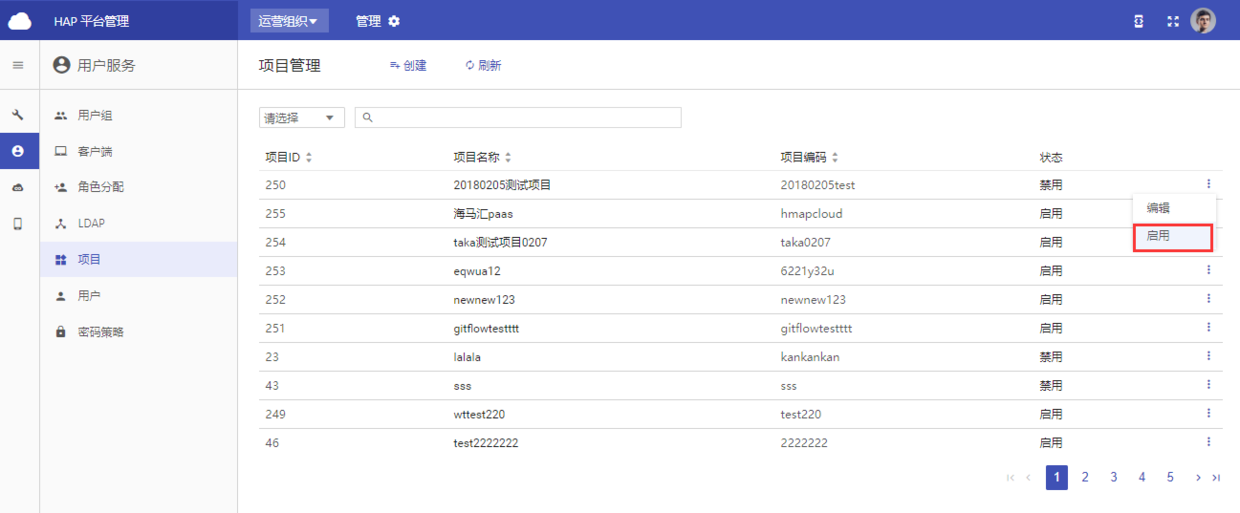 HAP 平台管理 运营组织 管理
用户服务 项目管理 创建 刷新
用户组
客户端
角色分配
LDAP
项目
用户
密码策略
请选择
项目ID 项目名称 项目编码 状态
250 20180205测试项目 20180205test 禁用
255 海马汇paas hmapcloud 启用
254 taka测试项目0207 taka0207 启用
253 eqwua12 6221y32u 启用
252 newnew123 newnew123 启用
251 gitflowtestttt gitflowtestttt 启用
23 lalala kankankan 禁用
43 sss sss 禁用
249 wttest220 test220 启用
46 test2222222 2222222 启用
编辑
启用
1 2 3 4 5